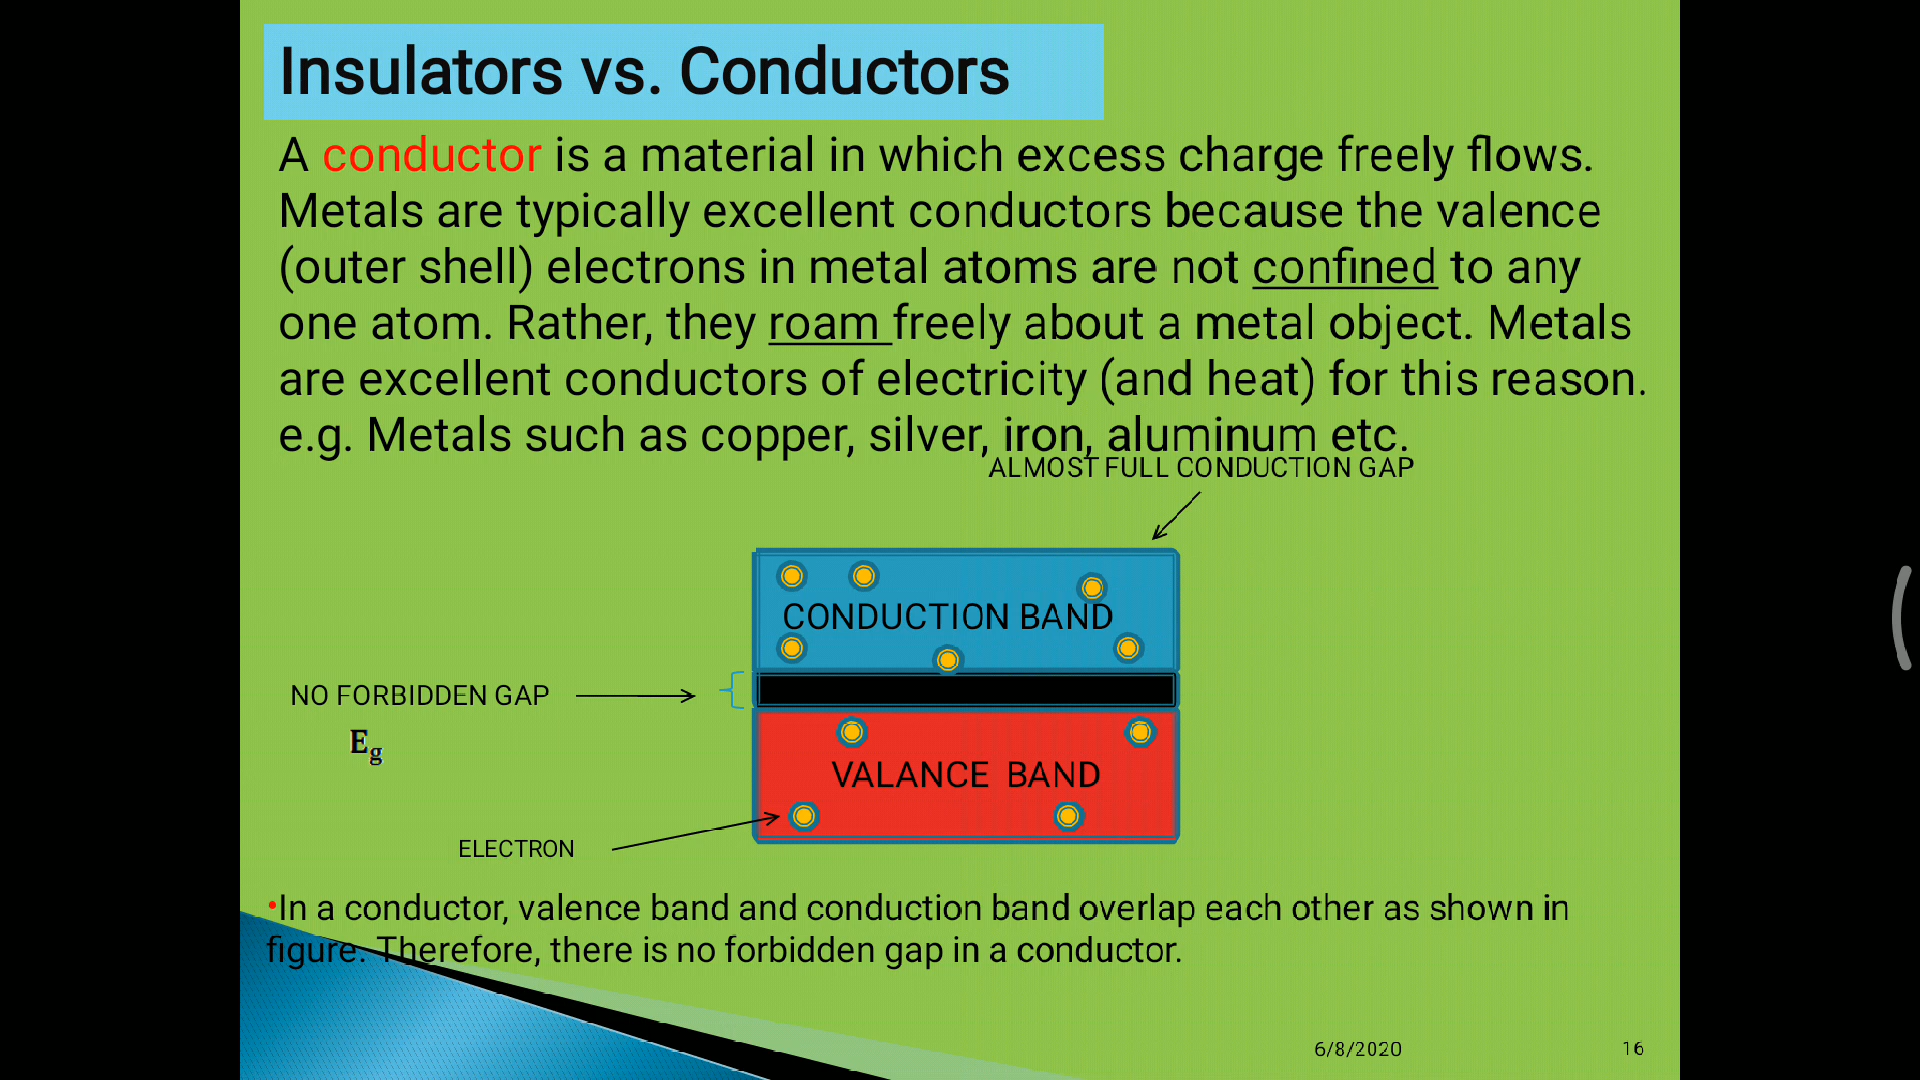 Insulators vs. Conductors
A conductor is a material in which excess charge freely flows.
Metals are typically excellent conductors because the valence
(outer shell) electrons in metal atoms are not confined to any
one atom. Rather, they roam freely about a metal object. Metals
are excellent conductors of electricity (and heat) for this reason.
e.g. Metals such as copper, silver, iron, aluminum etc.
ALMOST FULL CONDUCTION GAP
CONDUCTION BAND
NO FORBIDDEN GAP
Eg
VALANCE BAND
ELECTRON
•In a conductor, valence band and conduction band overlap each other as shown in
figure. Therefore, there is no forbidden gap in a conductor.
6/8/2020 16